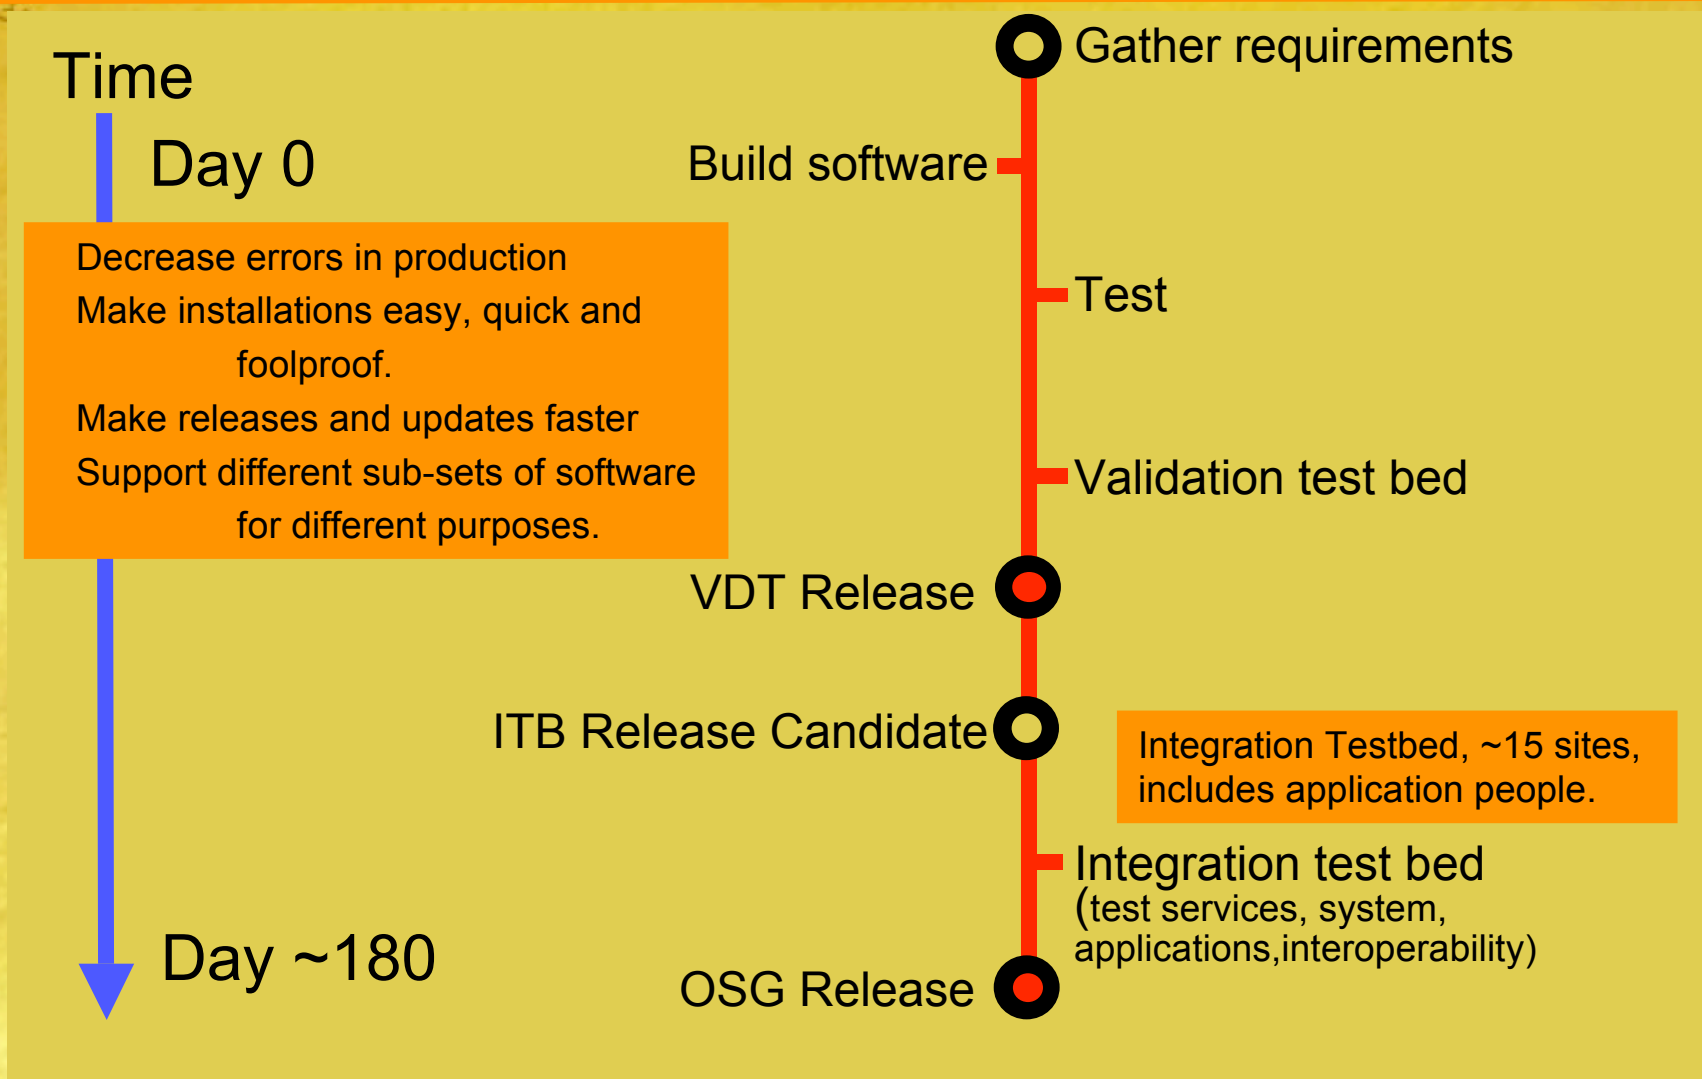 Time
Day 0
Decrease errors in production
Make installations easy, quick and
foolproof.
Make releases and updates faster
Support different sub-sets of software
for different purposes.
Day ~180
Gather requirements
Build software
Test
Validation test bed
VDT Release
ITB Release Candidate
Integration Testbed, ~15 sites,
includes application people.
Integration test bed
(test services, system,
applications,interoperability)
OSG Release